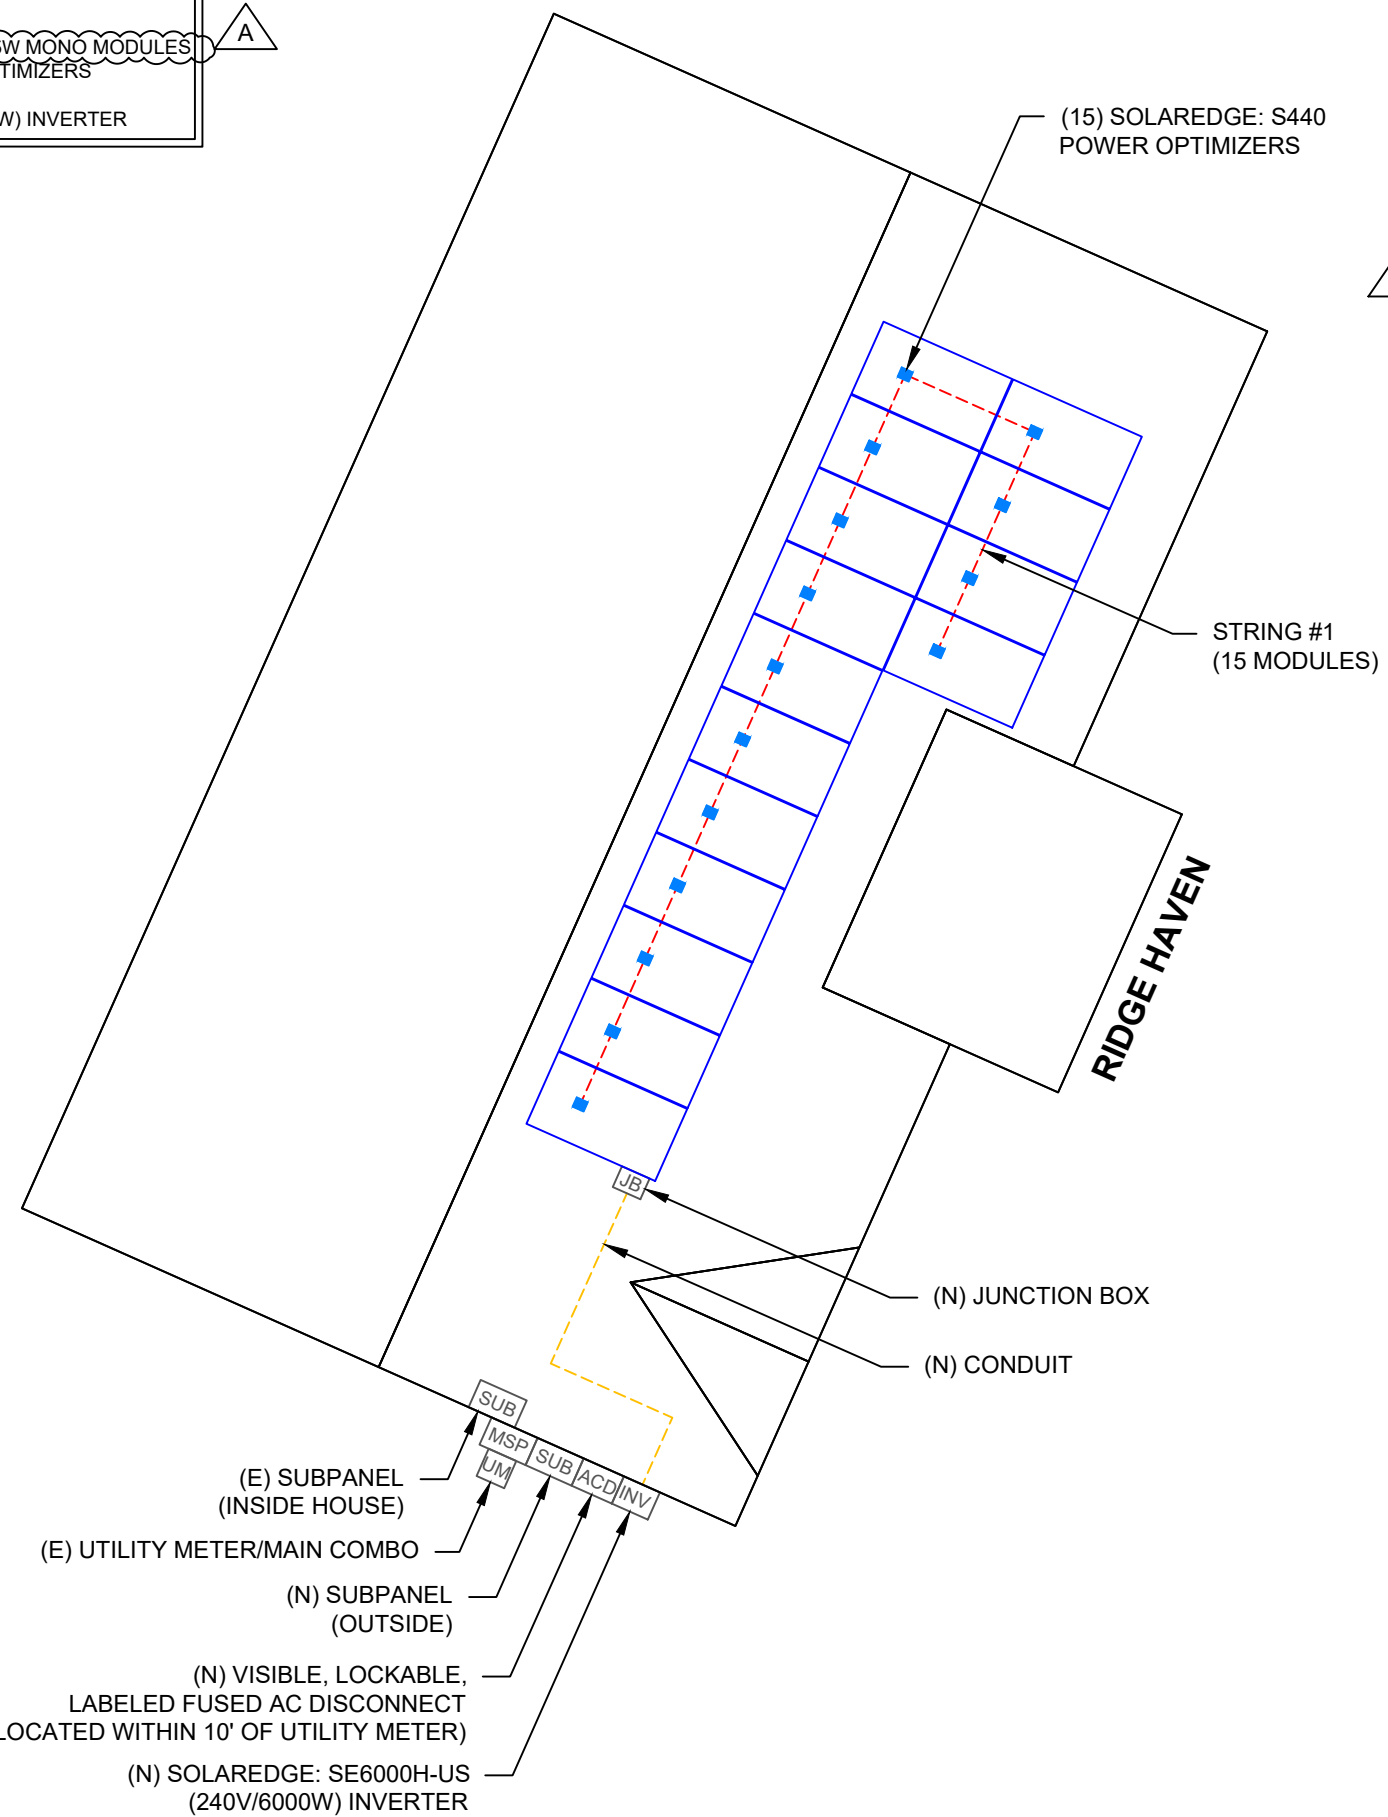 W MONO MODULES
TIMIZERS
W) INVERTER
A
(15) SOLAREDGE: S440
POWER OPTIMIZERS
STRING #1
(15 MODULES)
RIDGE HAVEN
JB
(N) JUNCTION BOX
(N) CONDUIT
SUB
MSP
SUB
ACD
INV
UM
(E) SUBPANEL
(INSIDE HOUSE)
(E) UTILITY METER/MAIN COMBO
(N) SUBPANEL
(OUTSIDE)
(N) VISIBLE, LOCKABLE,
LABELED FUSED AC DISCONNECT
LOCATED WITHIN 10' OF UTILITY METER)
(N) SOLAREDGE: SE6000H-US
(240V/6000W) INVERTER